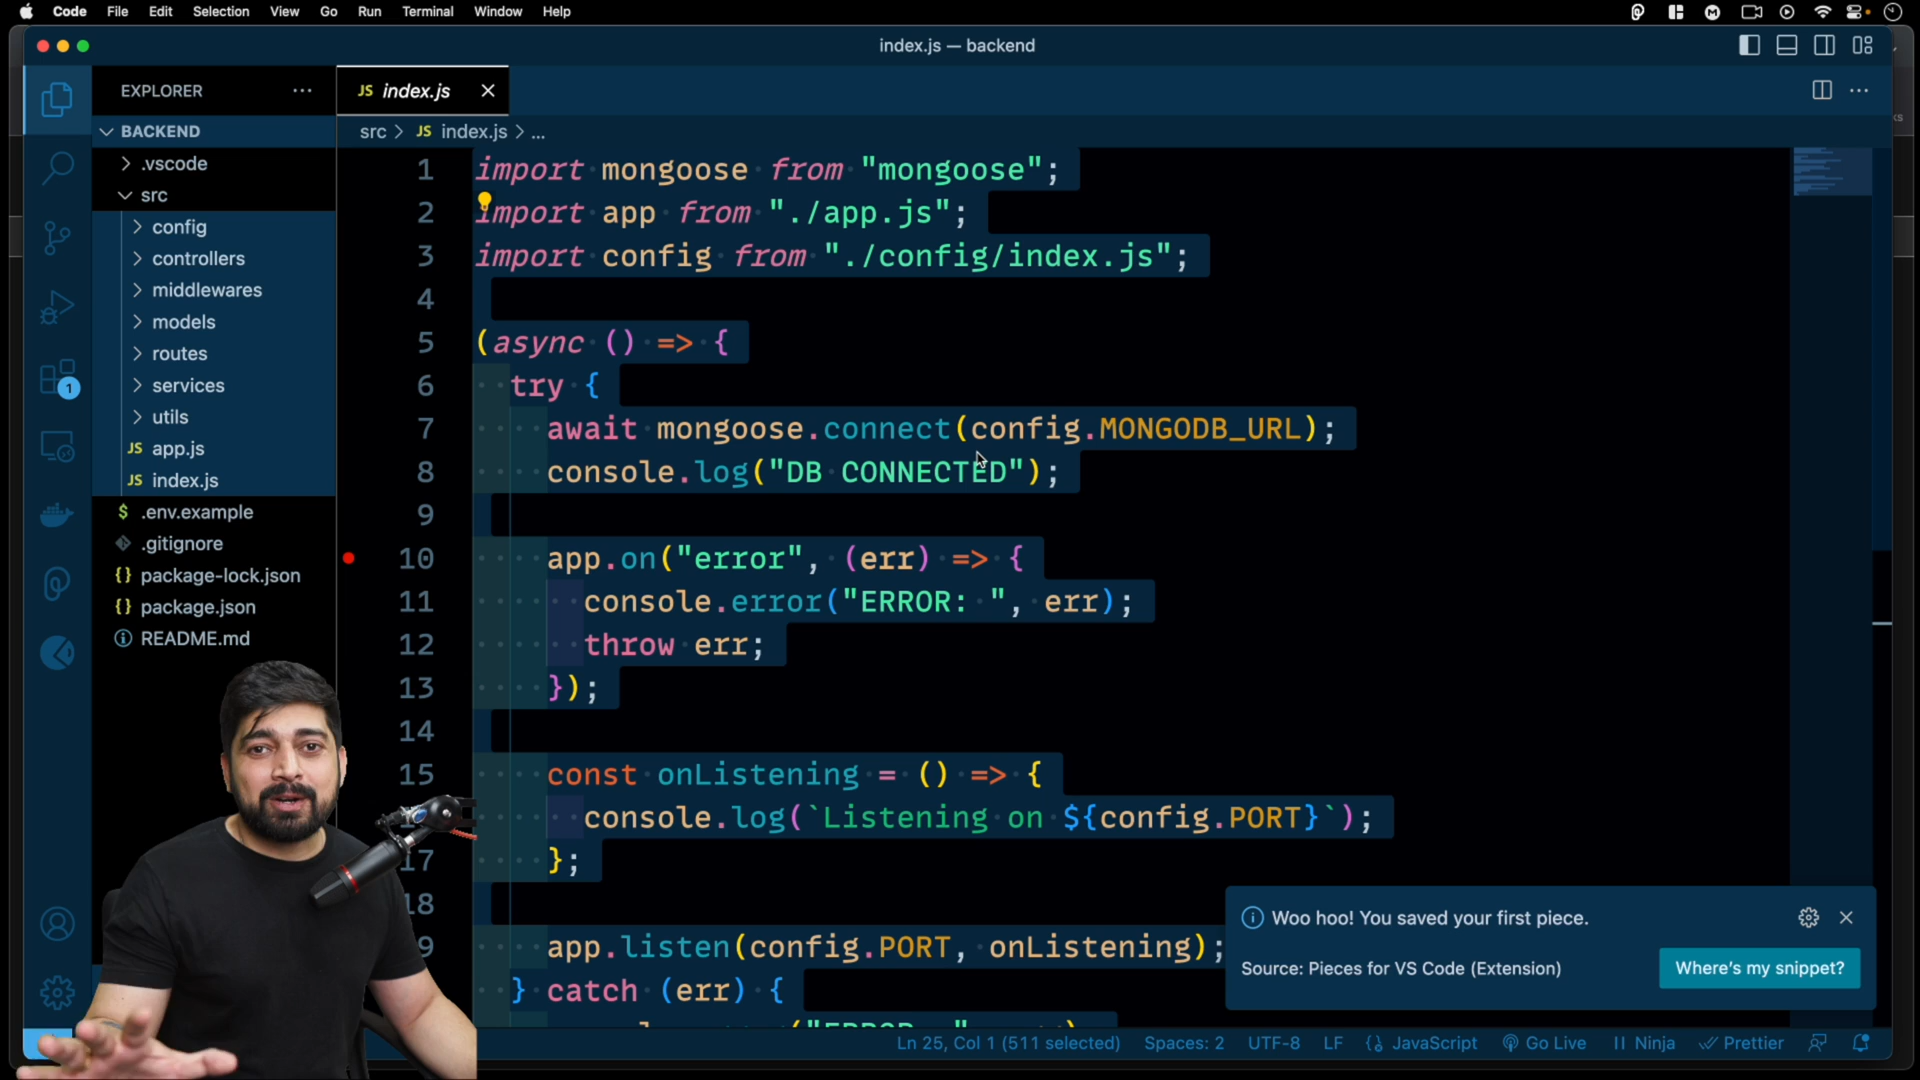 Code File Edit Selection View Go Run Terminal Window Help
index.js — backend
EXPLORER
BACKEND
.vscode
src
config
controllers
middlewares
models
routes
services
utils
JS app.js
JS index.js
$ .env.example
.gitignore
{} package-lock.json
{} package.json
README.md
1
JS index.js
src > JS index.js > ...
1 import mongoose from "mongoose";
2 import app from "./app.js";
3 import config from "./config/index.js";
4
5 (async () => {
6 try {
7 await mongoose.connect(config.MONGODB_URL);
8 console.log("DB CONNECTED");
9
10 app.on("error", (err) => {
11 console.error("ERROR: ", err);
12 throw err;
13 });
14
15 const onListening = () => {
console.log(`Listening on ${config.PORT}`);
17 };
18
9 app.listen(config.PORT, onListening);
} catch (err) {
Woo hoo! You saved your first piece.
Source: Pieces for VS Code (Extension)
Where's my snippet?
Ln 25, Col 1 (511 selected) Spaces: 2 UTF-8 LF {} JavaScript Go Live Ninja Prettier